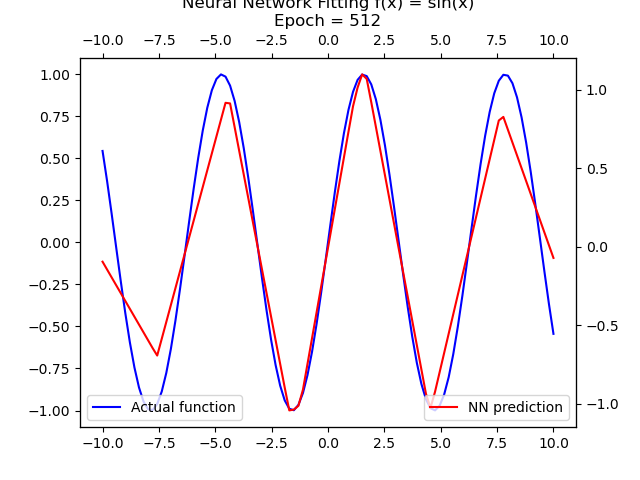 Neural Network Fitting f(x) = sin(x)
Epoch = 512
−10.0 −7.5 −5.0 −2.5 0.0 2.5 5.0 7.5 10.0
1.00
0.75
0.50
0.25
0.00
−0.25
−0.50
−0.75
−1.00
1.0
0.5
0.0
−0.5
−1.0
Actual function
NN prediction
−10.0 −7.5 −5.0 −2.5 0.0 2.5 5.0 7.5 10.0